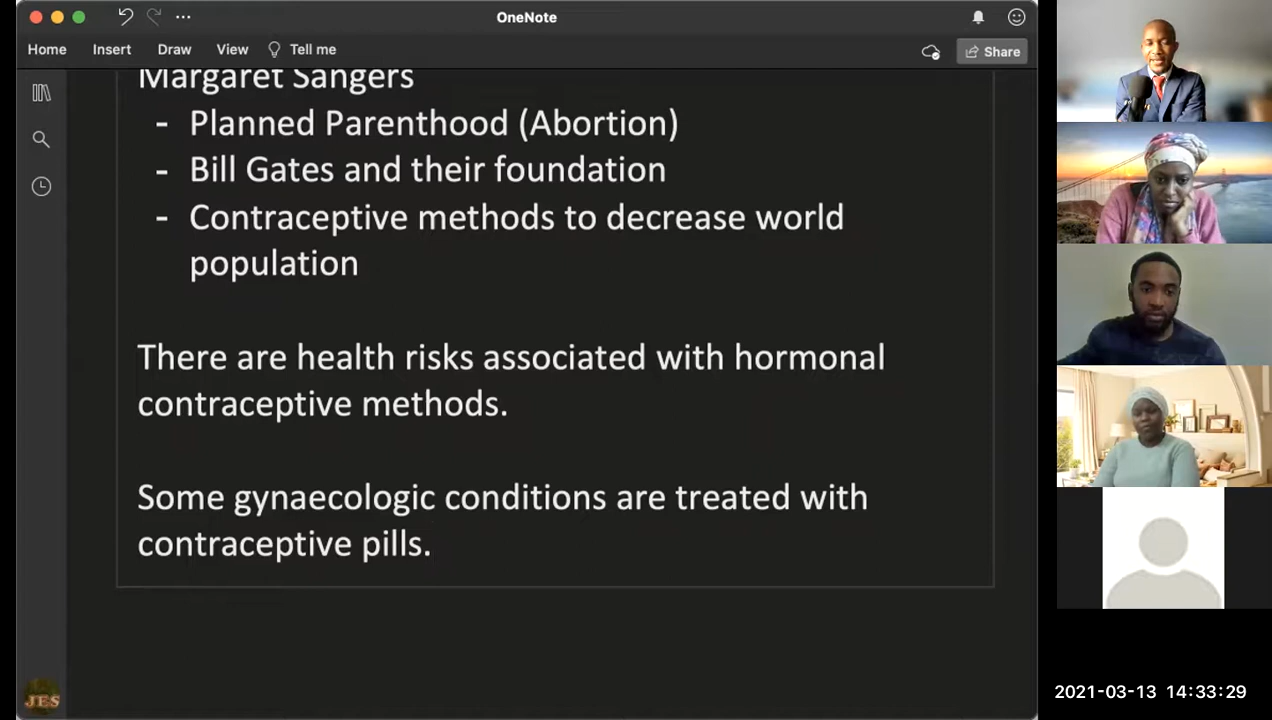 OneNote
Home Insert Draw View Tell me Share
Margaret Sangers
- Planned Parenthood (Abortion)
- Bill Gates and their foundation
- Contraceptive methods to decrease world
population
There are health risks associated with hormonal
contraceptive methods.
Some gynaecologic conditions are treated with
contraceptive pills.
JES
2021-03-13 14:33:29